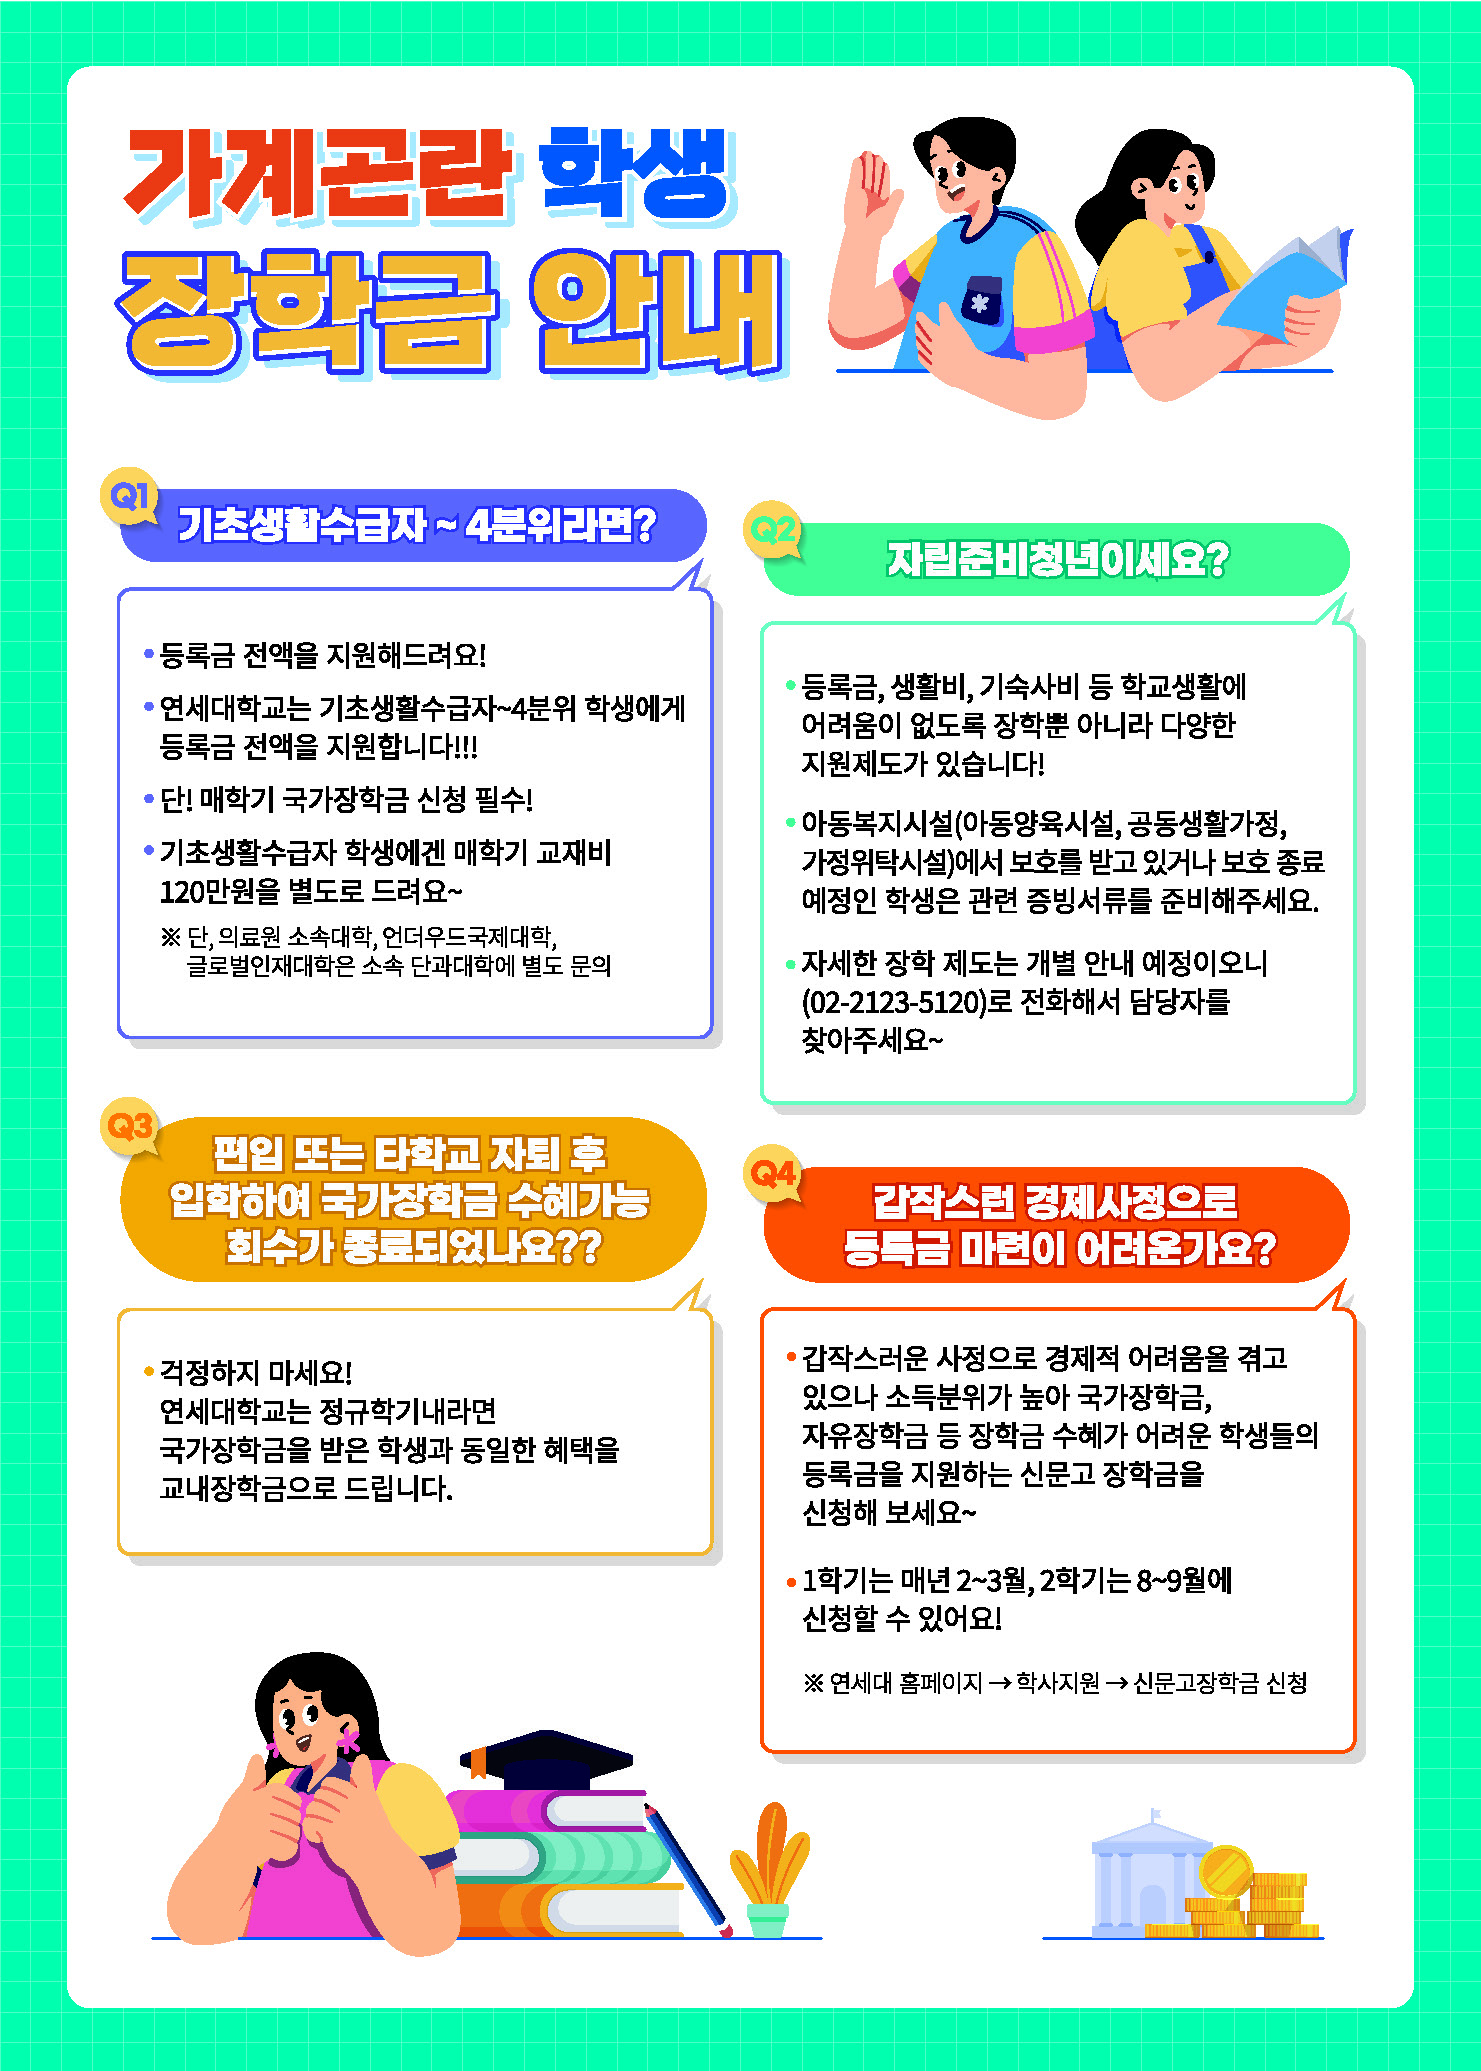 가계곤란 학생
장학금 안내
Q1
기초생활수급자 ~ 4분위라면?
• 등록금 전액을 지원해드려요!
• 연세대학교는 기초생활수급자~4분위 학생에게
등록금 전액을 지원합니다!!!
• 단! 매학기 국가장학금 신청 필수!
• 기초생활수급자 학생에겐 매학기 교재비
120만원을 별도로 드려요~
※ 단, 의료원 소속대학, 언더우드국제대학,
글로벌인재대학은 소속 단과대학에 별도 문의
Q2
자립준비청년이세요?
• 등록금, 생활비, 기숙사비 등 학교생활에
어려움이 없도록 장학뿐 아니라 다양한
지원제도가 있습니다!
• 아동복지시설(아동양육시설, 공동생활가정,
가정위탁시설)에서 보호를 받고 있거나 보호 종료
예정인 학생은 관련 증빙서류를 준비해주세요.
• 자세한 장학 제도는 개별 안내 예정이오니
(02-2123-5120)로 전화해서 담당자를
찾아주세요~
Q3
편입 또는 타학교 자퇴 후
입학하여 국가장학금 수혜가능
회수가 종료되었나요??
• 걱정하지 마세요!
연세대학교는 정규학기내라면
국가장학금을 받은 학생과 동일한 혜택을
교내장학금으로 드립니다.
Q4
갑작스런 경제사정으로
등록금 마련이 어려운가요?
• 갑작스러운 사정으로 경제적 어려움을 겪고
있으나 소득분위가 높아 국가장학금,
자유장학금 등 장학금 수혜가 어려운 학생들의
등록금을 지원하는 신문고 장학금을
신청해 보세요~
• 1학기는 매년 2~3월, 2학기는 8~9월에
신청할 수 있어요!
※ 연세대 홈페이지 → 학사지원 → 신문고장학금 신청